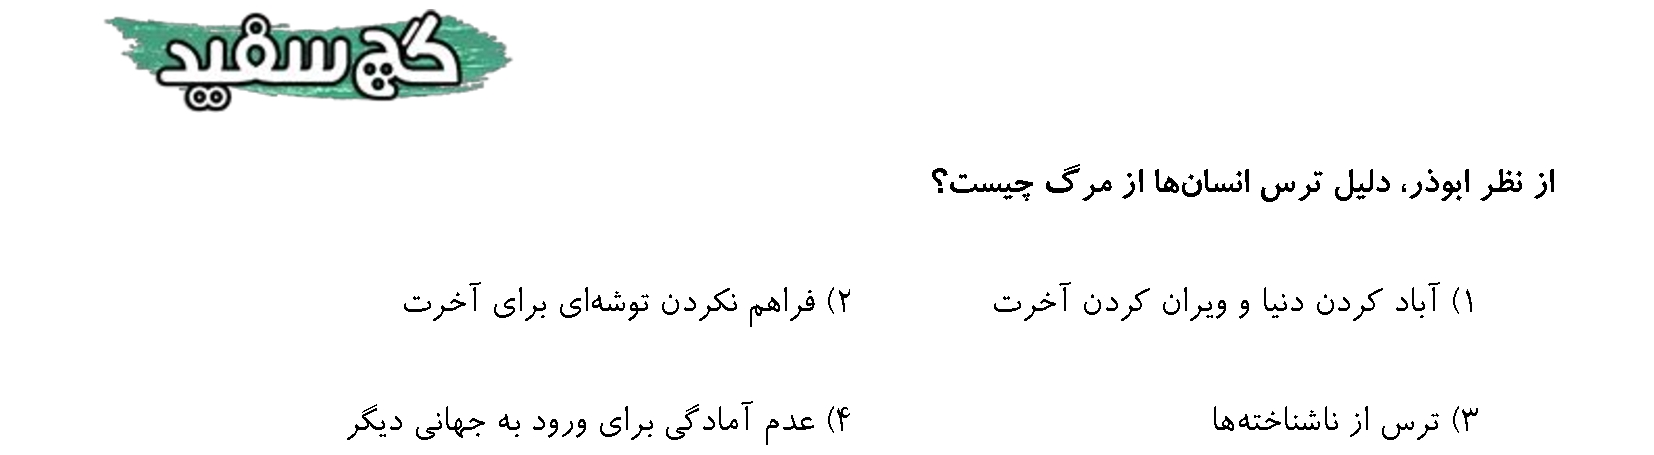 گچ سفید
از نظر ابوذر، دلیل ترس انسان‌ها از مرگ چیست؟
۱) آباد کردن دنیا و ویران کردن آخرت ۲) فراهم نکردن توشه‌ای برای آخرت
۳) ترس از ناشناخته‌ها ۴) عدم آمادگی برای ورود به جهانی دیگر